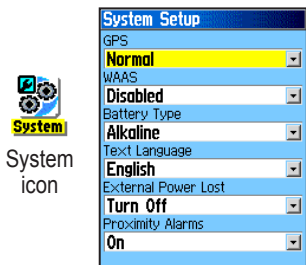 System
System
icon
System Setup
GPS
Normal
WAAS
Disabled
Battery Type
Alkaline
Text Language
English
External Power Lost
Turn Off
Proximity Alarms
On